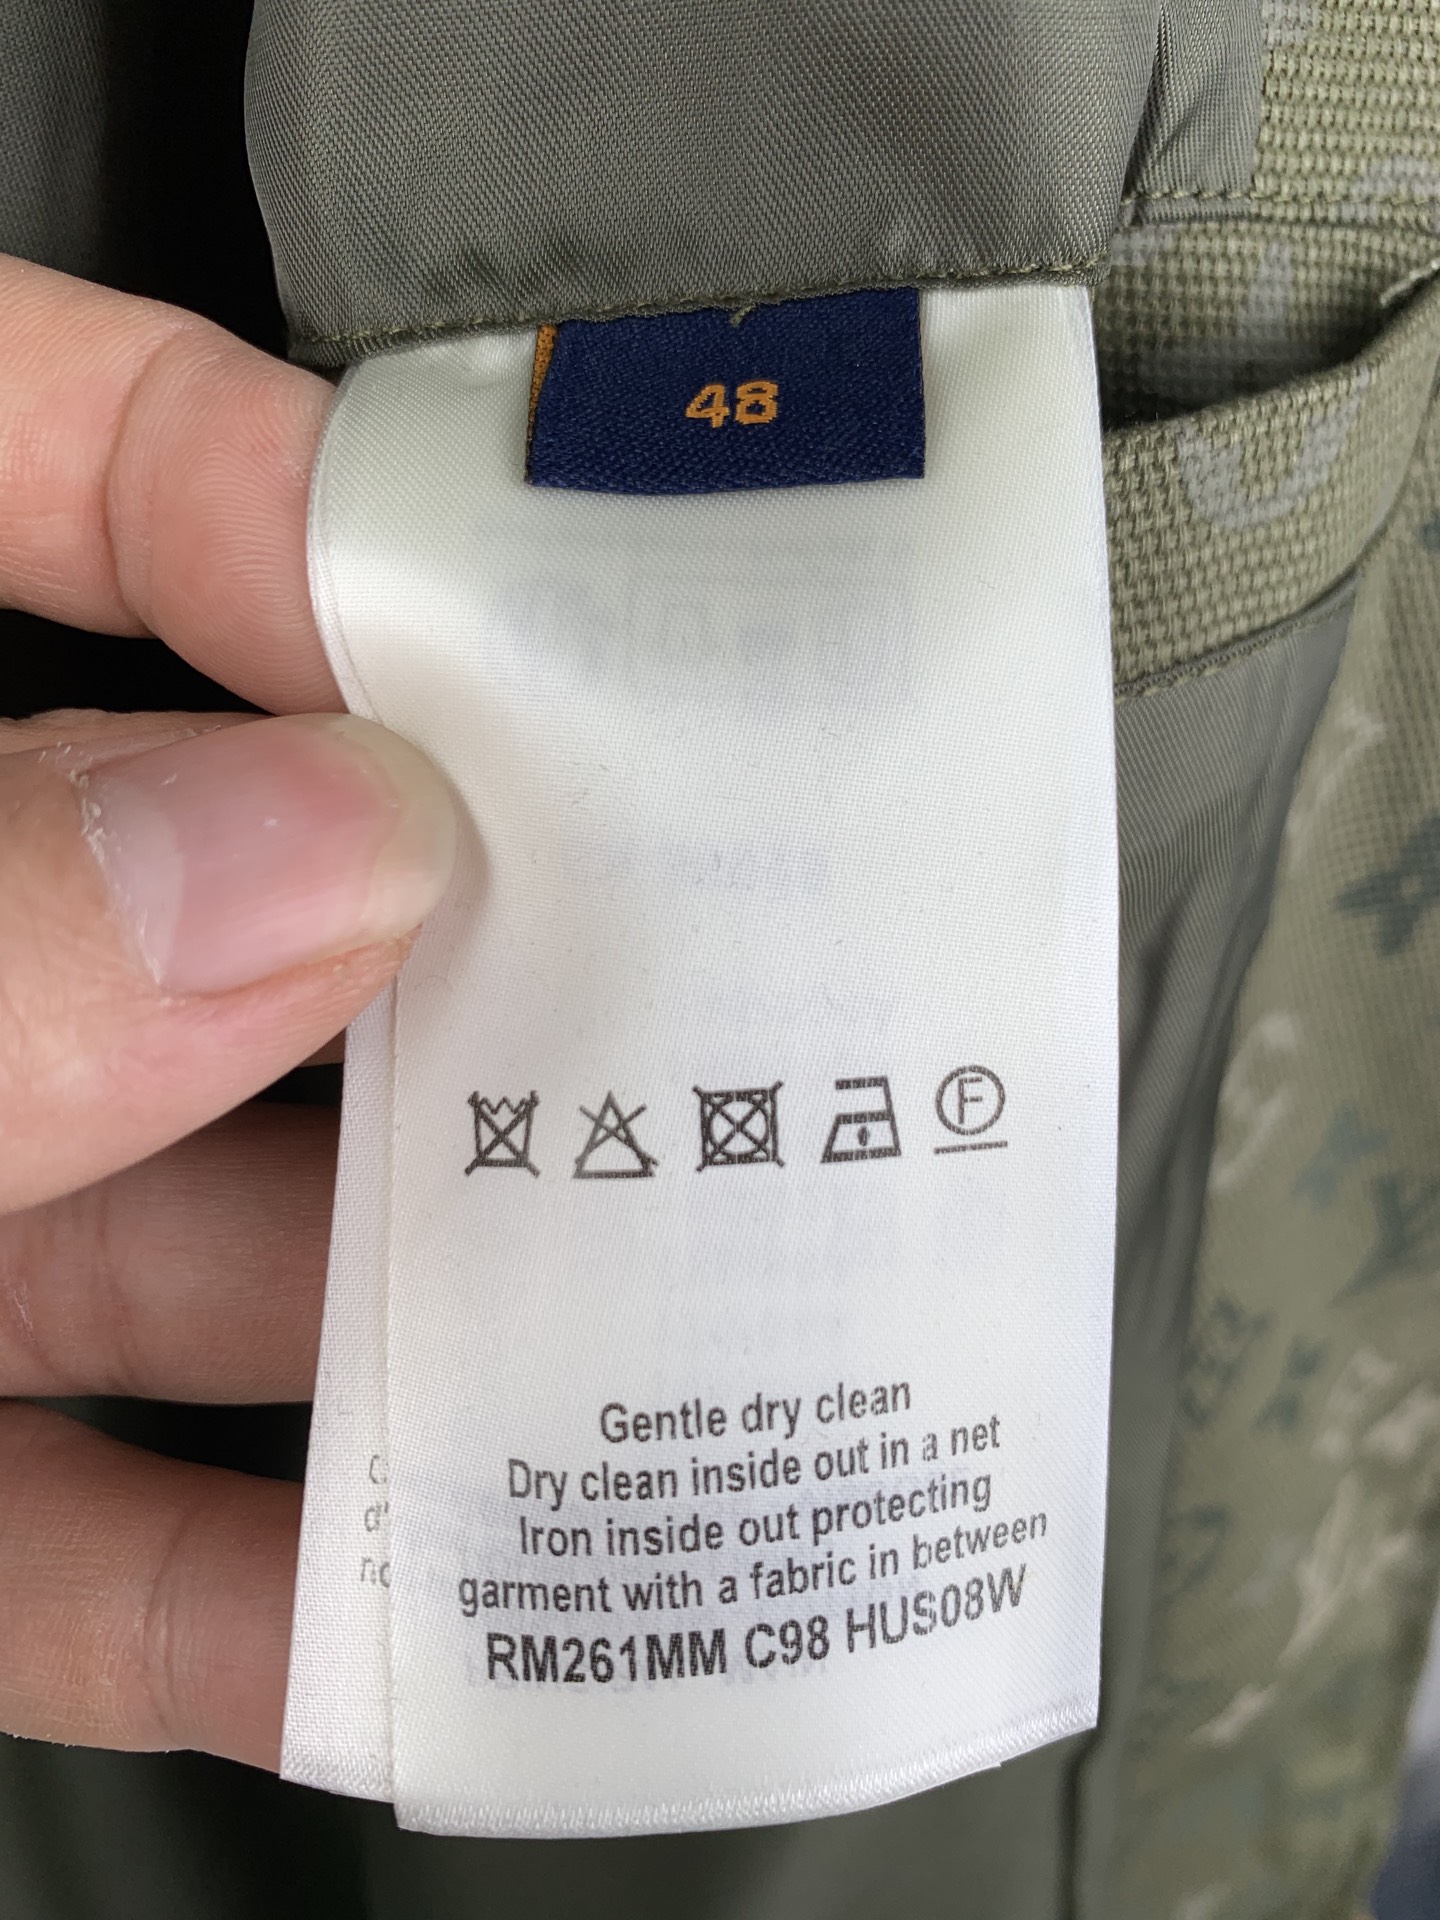 48
F
Gentle dry clean
Dry clean inside out in a net
Iron inside out protecting
garment with a fabric in between
RM261MM C98 HUS08W